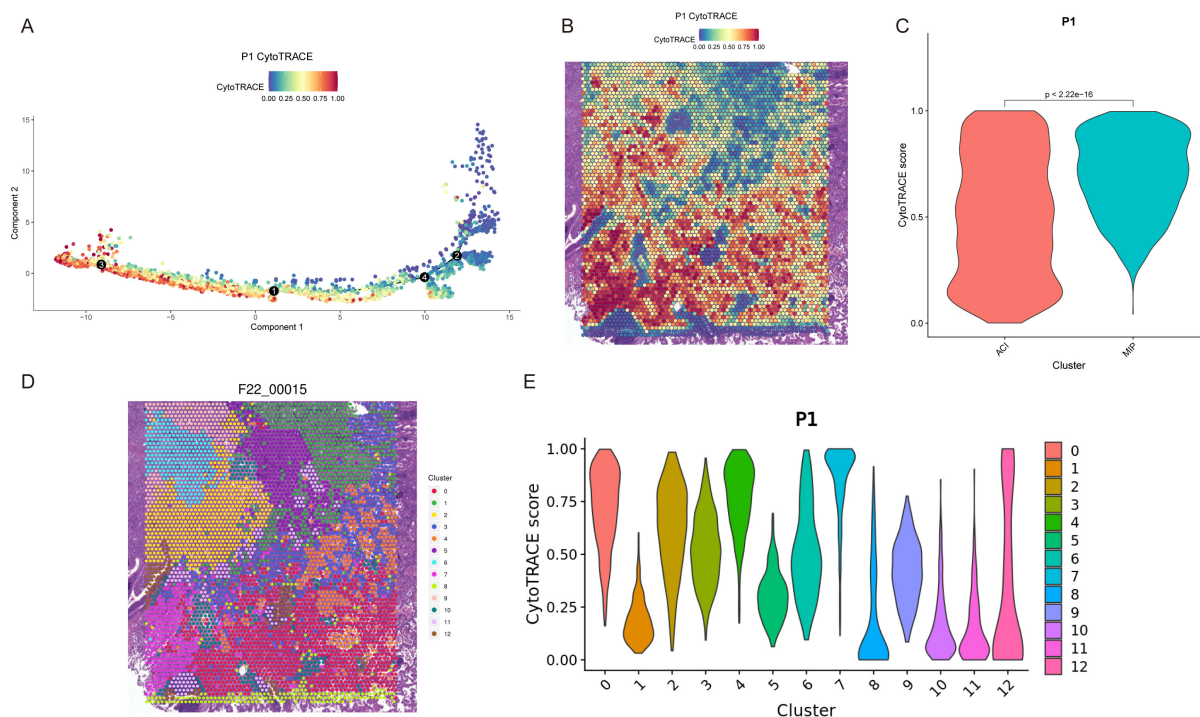 A
P1 CytoTRACE
CytoTRACE
0.00 0.25 0.50 0.75 1.00
15
10
5
0
Component 2
3
1
4
2
−10 −5 0 5 10 15
Component 1
B
P1 CytoTRACE
CytoTRACE
0.00 0.25 0.50 0.75 1.00
C
P1
p < 2.22e−16
1.0
0.5
0.0
CytoTRACE score
ACI MIP
Cluster
D
F22_00015
Cluster
0
1
2
3
4
5
6
7
8
9
10
11
12
E
P1
1.00
0.75
0.50
0.25
0.00
CytoTRACE score
0 1 2 3 4 5 6 7 8 9 10 11 12
Cluster
0
1
2
3
4
5
6
7
8
9
10
11
12